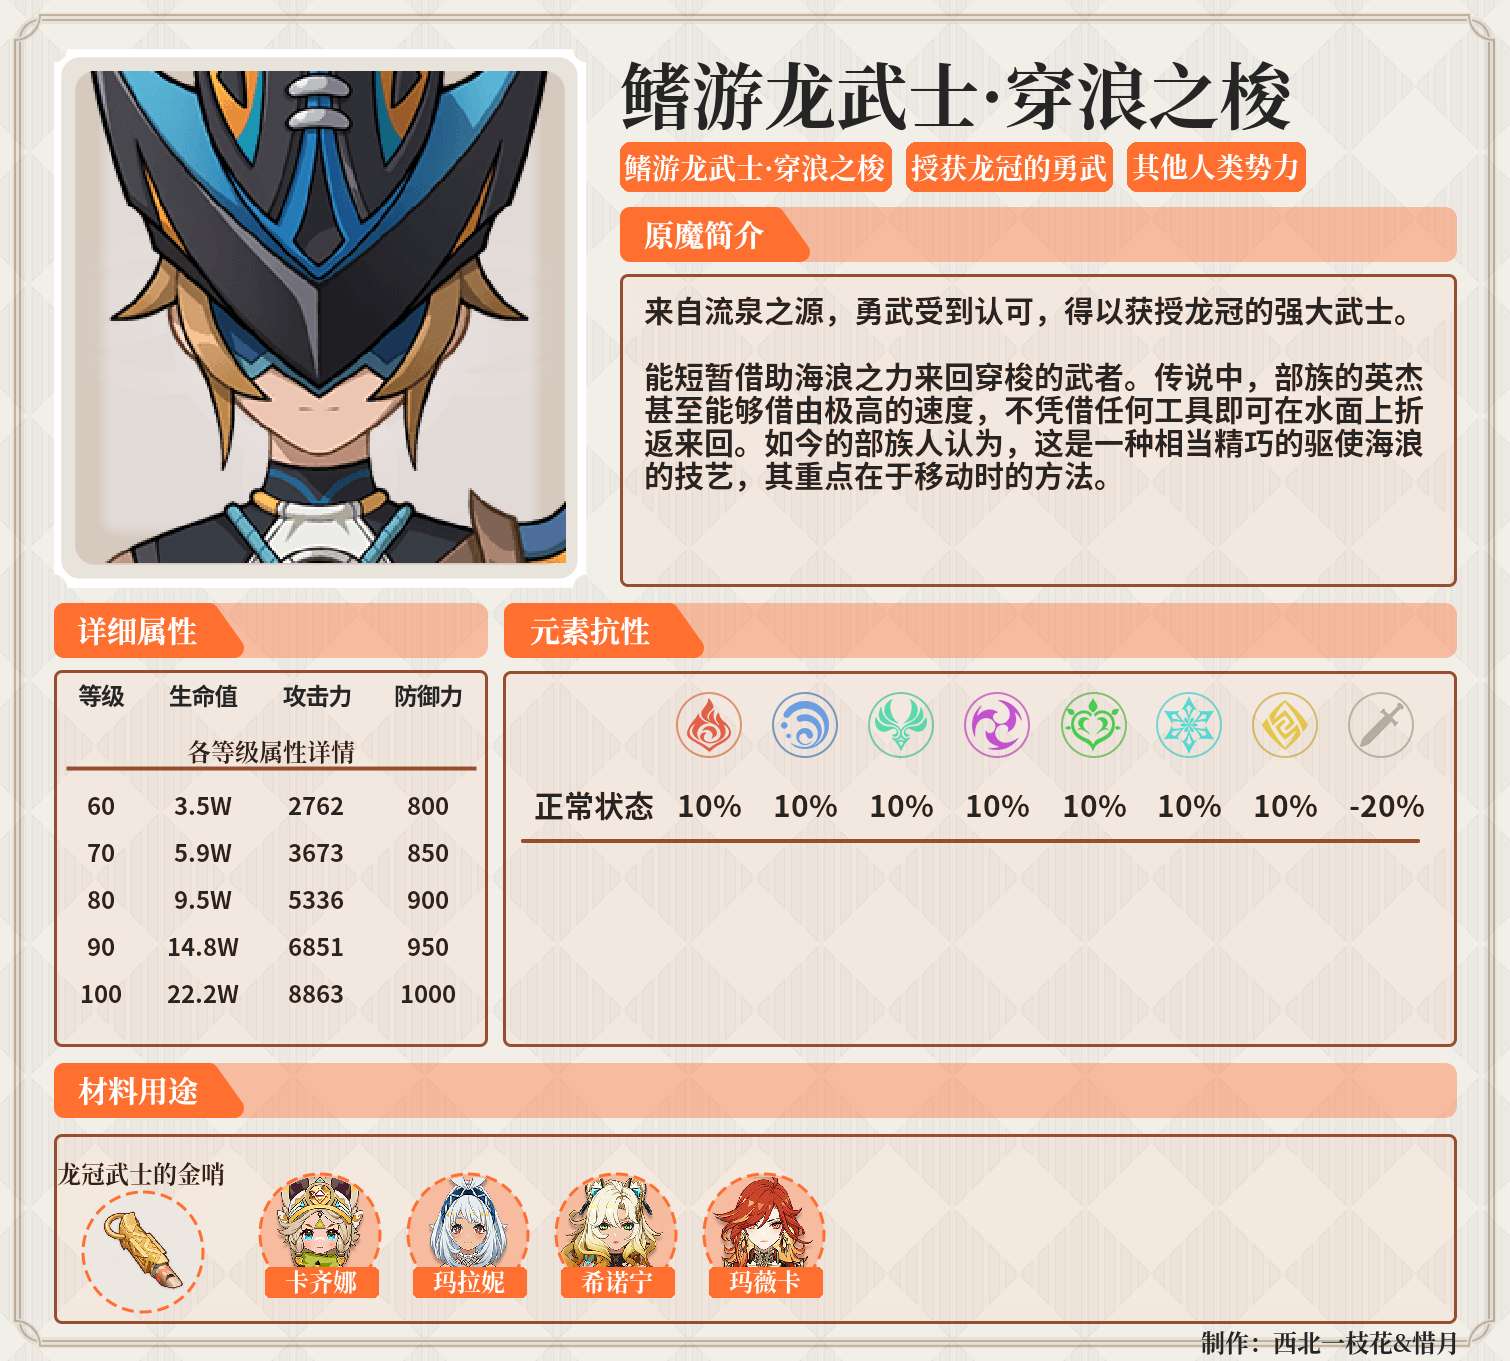 鳍游龙武士·穿浪之梭
鳍游龙武士·穿浪之梭 授获龙冠的勇武 其他人类势力
原魔简介
来自流泉之源，勇武受到认可，得以获授龙冠的强大武士。
能短暂借助海浪之力来回穿梭的武者。传说中，部族的英杰
甚至能够借由极高的速度，不凭借任何工具即可在水面上折
返来回。如今的部族人认为，这是一种相当精巧的驱使海浪
的技艺，其重点在于移动时的方法。
详细属性
等级 生命值 攻击力 防御力
各等级属性详情
60 3.5W 2762 800
70 5.9W 3673 850
80 9.5W 5336 900
90 14.8W 6851 950
100 22.2W 8863 1000
元素抗性
正常状态 10% 10% 10% 10% 10% 10% 10% -20%
材料用途
龙冠武士的金哨
卡齐娜 玛拉妮 希诺宁 玛薇卡
制作：西北一枝花&惜月